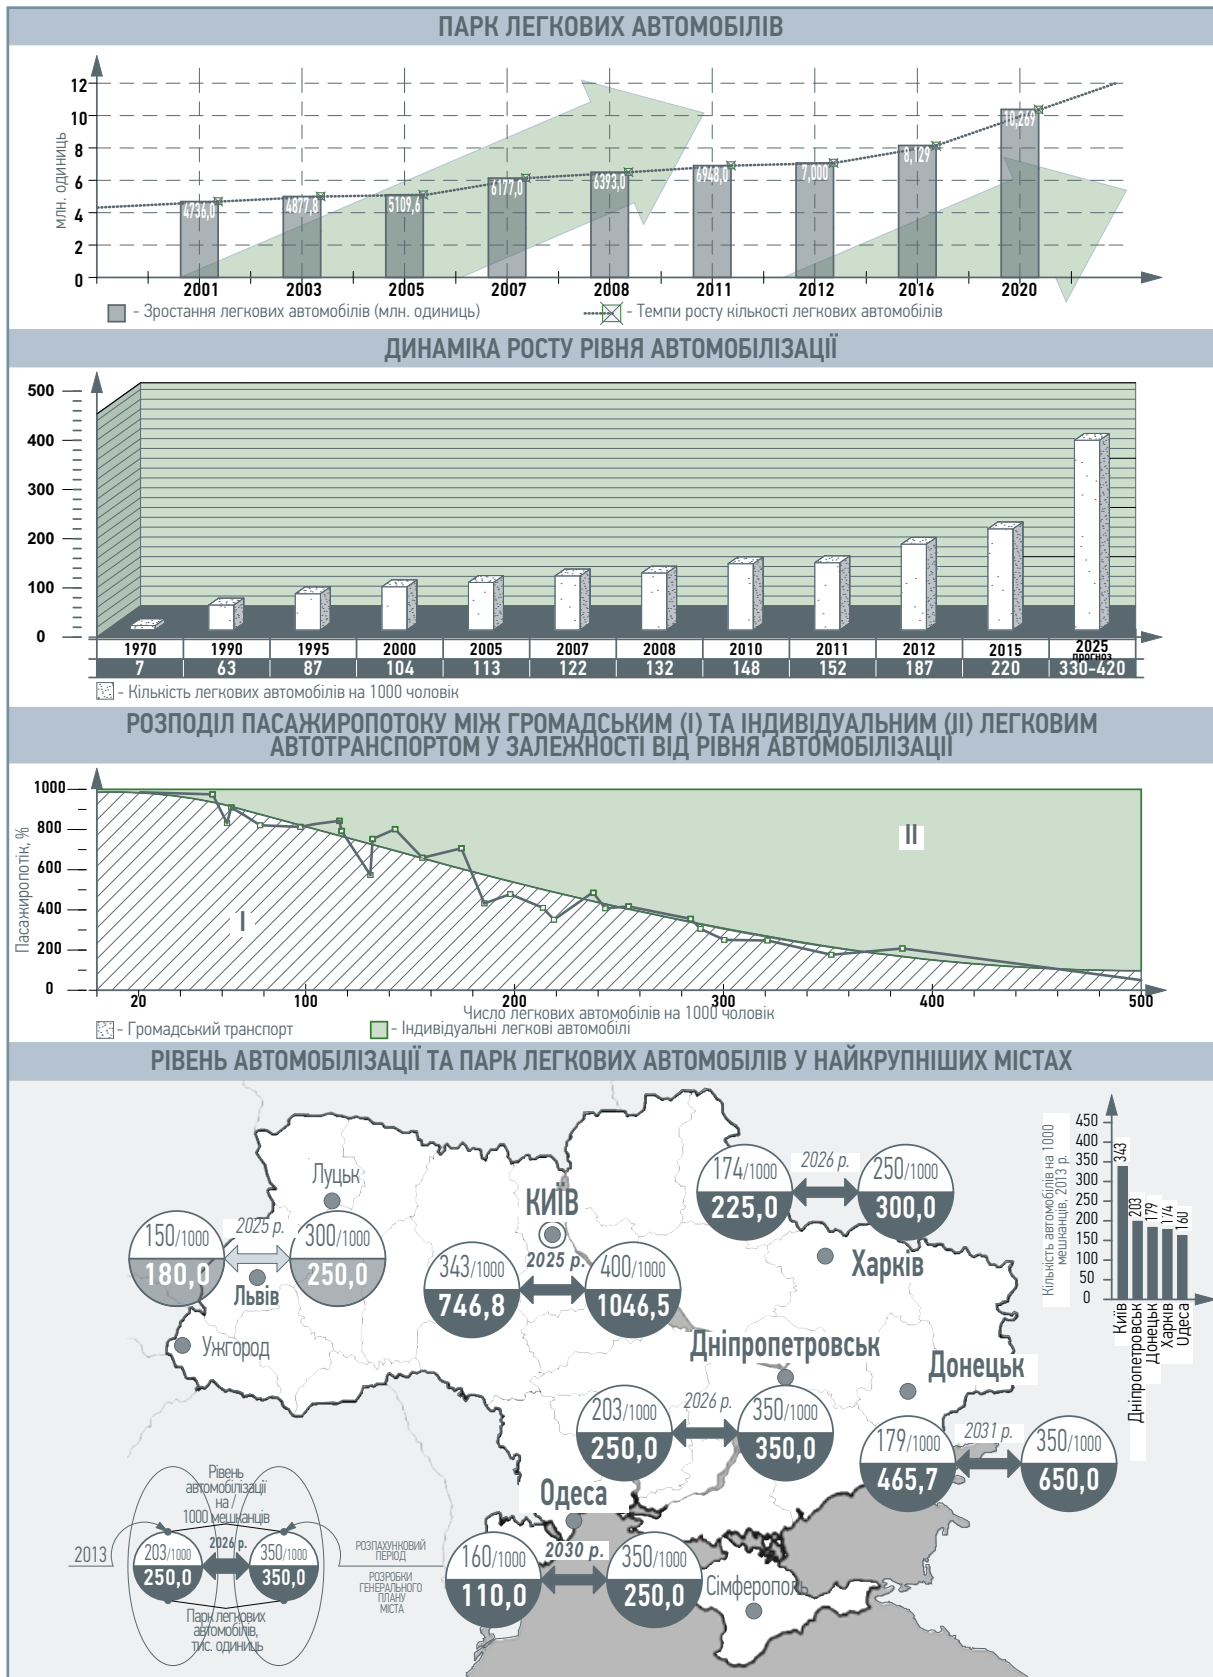 ПАРК ЛЕГКОВИХ АВТОМОБІЛІВ
млн. одиниць
12
10
8
6
4
2
0
4736,0
4877,8
5109,6
6177,0
6393,0
6948,0
7,000
8,129
10,269
2001 2003 2005 2007 2008 2011 2012 2016 2020
- Зростання легкових автомобілів (млн. одиниць)
- Темпи росту кількості легкових автомобілів
ДИНАМІКА РОСТУ РІВНЯ АВТОМОБІЛІЗАЦІЇ
500
400
300
200
100
0
1970 1990 1995 2000 2005 2007 2008 2010 2011 2012 2015 2025
прогноз
7 63 87 104 113 122 132 148 152 187 220 330-420
- Кількість легкових автомобілів на 1000 чоловік
РОЗПОДІЛ ПАСАЖИРОПОТОКУ МІЖ ГРОМАДСЬКИМ (І) ТА ІНДИВІДУАЛЬНИМ (ІІ) ЛЕГКОВИМ
АВТОТРАНСПОРТОМ У ЗАЛЕЖНОСТІ ВІД РІВНЯ АВТОМОБІЛІЗАЦІЇ
Пасажиропотік, %
1000
800
600
400
200
0
І
ІІ
20 100 200 300 400 500
Число легкових автомобілів на 1000 чоловік
- Громадський транспорт
- Індивідуальні легкові автомобілі
РІВЕНЬ АВТОМОБІЛІЗАЦІЇ ТА ПАРК ЛЕГКОВИХ АВТОМОБІЛІВ У НАЙКРУПНІШИХ МІСТАХ
Кількість автомобілів на 1000
мешканців, 2013 р.
450
400
350
300
250
200
150
100
50
0
343
203
179
174
160
Київ
Дніпропетровськ
Донецьк
Харків
Одеса
174/1000
225,0
2026 р.
250/1000
300,0
Харків
Луцьк
150/1000
180,0
2025 р.
300/1000
250,0
Львів
Ужгород
КИЇВ
343/1000
746,8
2025 р.
400/1000
1046,5
Дніпропетровськ
203/1000
250,0
2026 р.
350/1000
350,0
Донецьк
179/1000
465,7
2031 р.
350/1000
650,0
Одеса
160/1000
110,0
2030 р.
350/1000
250,0
Сімферополь
Рівень
автомобілізації
на /
1000 мешканців
2013
203/1000
250,0
2026 р.
350/1000
350,0
РОЗПАХУНКОВИЙ
ПЕРІОД
РОЗРОБКИ
ГЕНЕРАЛЬНОГО
ПЛАНУ
МІСТА
Парк легкових
автомобілів,
тис. одиниць